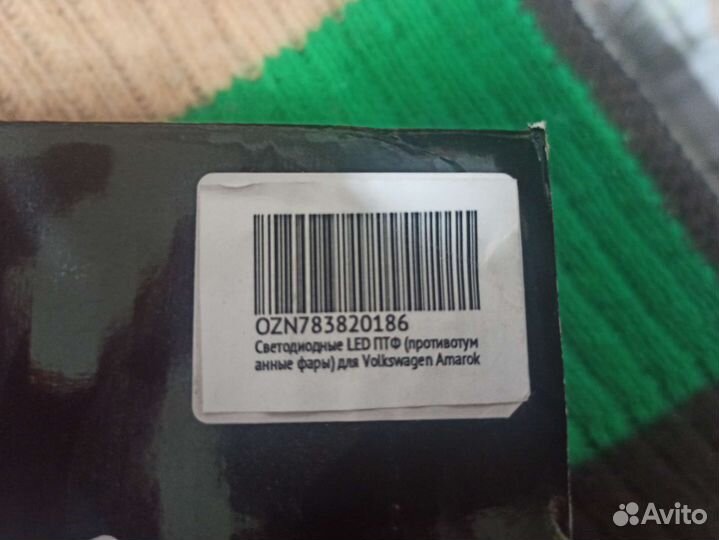 OZN783820186
Светодиодные LED ПТФ (противотум
анные фары) для Volkswagen Amarok
Avito